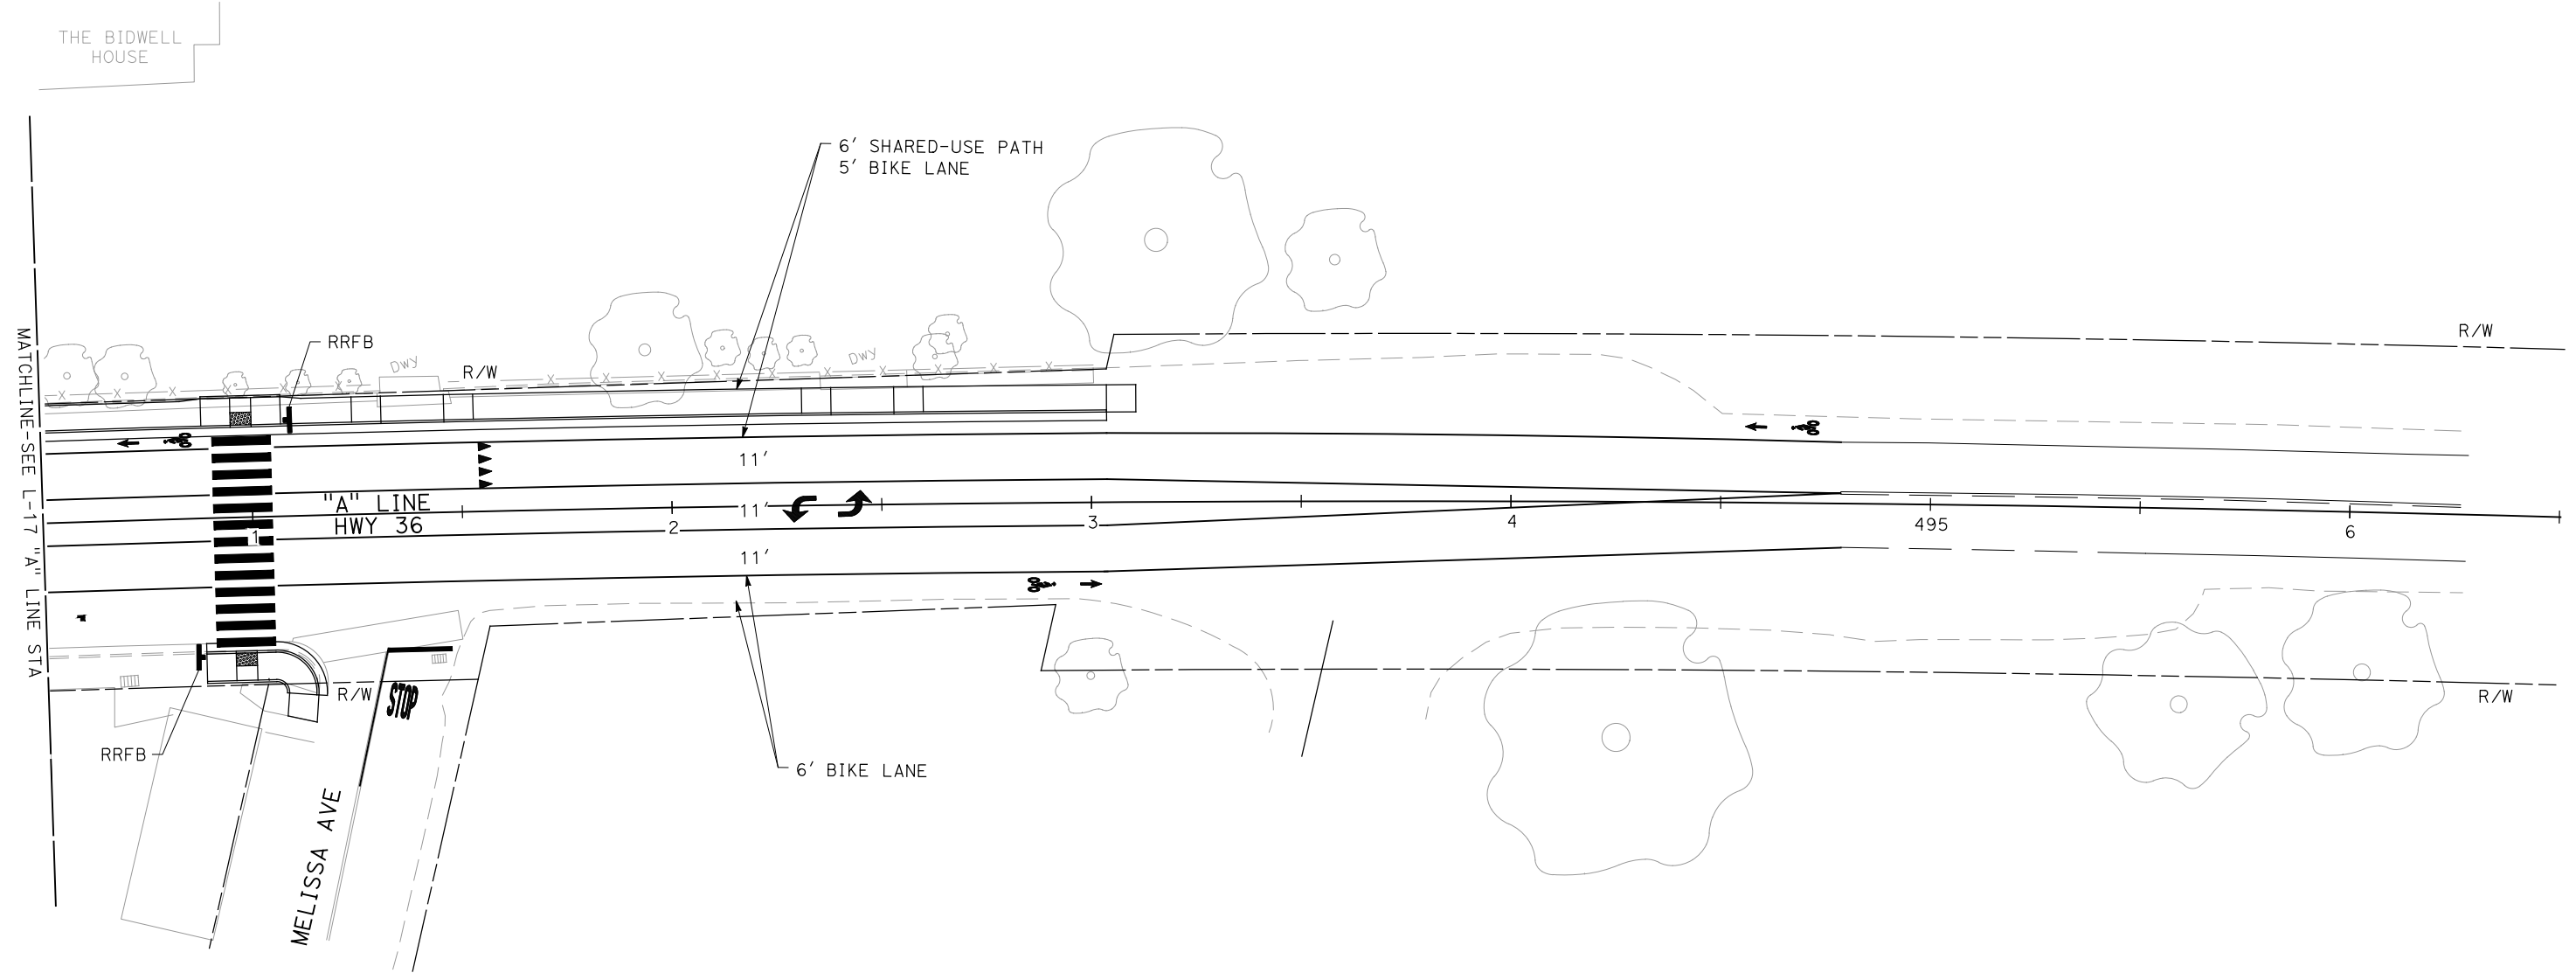 THE BIDWELL
HOUSE
6' SHARED-USE PATH
5' BIKE LANE
RRFB
R/W
Dwy
R/W
Dwy
MATCHLINE-SEE L-17 "A" LINE STA
11'
"A" LINE
HWY 36
11'
1
2
3
4
495
6
11'
R/W
STOP
R/W
RRFB
6' BIKE LANE
MELISSA AVE